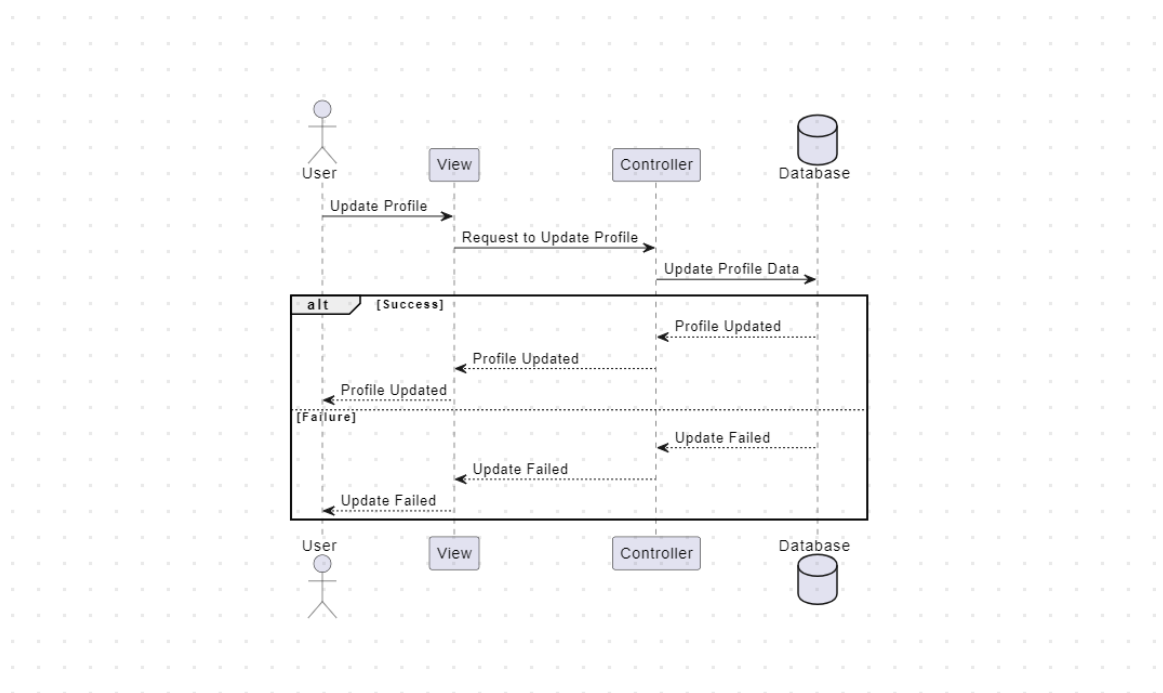 User
View
Controller
Database
Update Profile
Request to Update Profile
Update Profile Data
alt [Success]
Profile Updated
Profile Updated
Profile Updated
[Failure]
Update Failed
Update Failed
Update Failed
User
View
Controller
Database